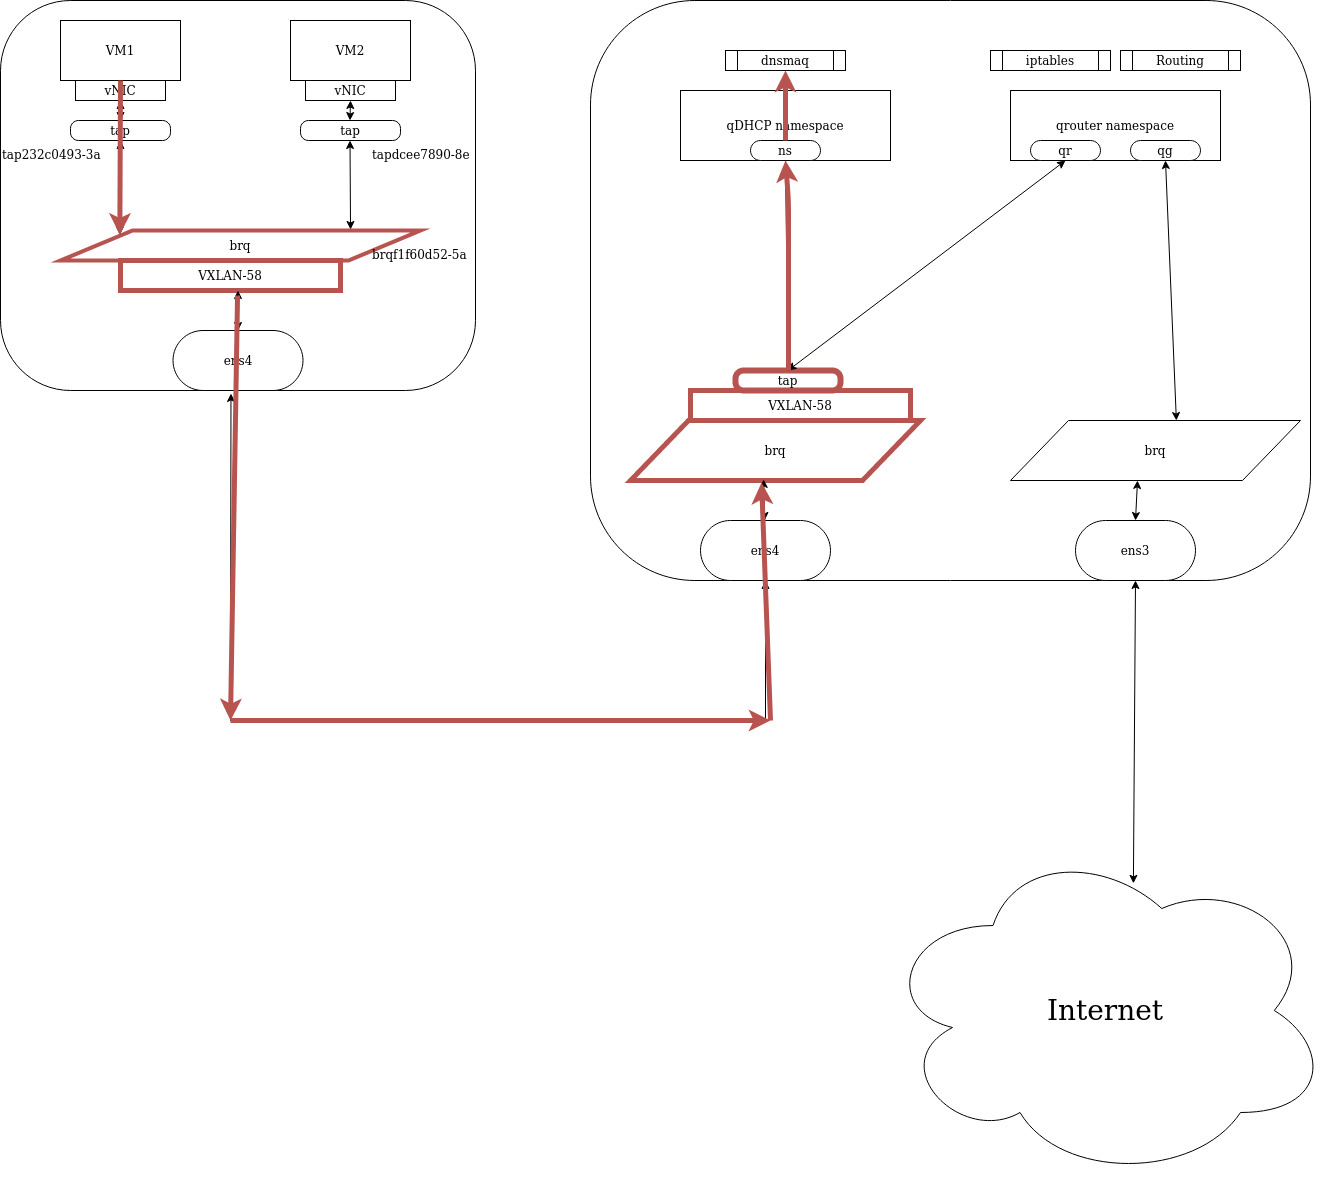 VM1
VM2
vNIC
vNIC
tap
tap
tap232c0493-3a
tapdcee7890-8e
brq
brqf1f60d52-5a
VXLAN-58
ens4
dnsmaq
iptables
Routing
qDHCP namespace
qrouter namespace
ns
qr
qg
tap
VXLAN-58
brq
brq
ens4
ens3
Internet